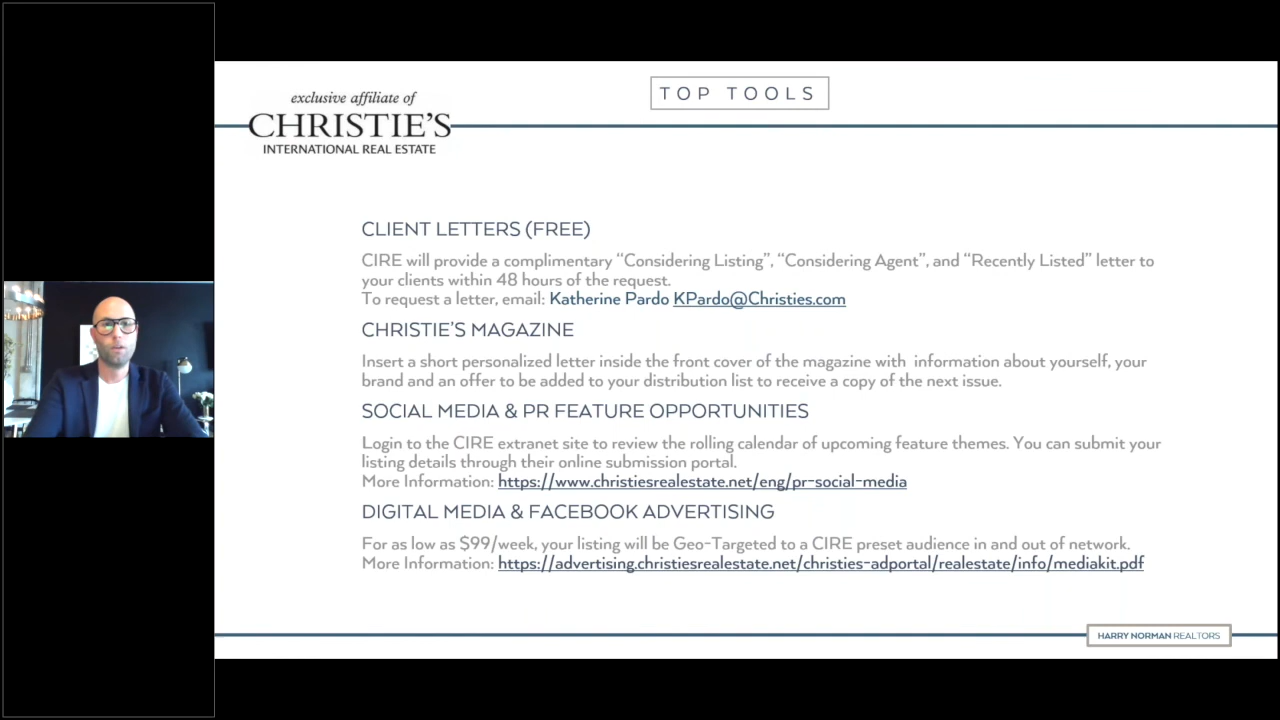 exclusive affiliate of
CHRISTIE'S
INTERNATIONAL REAL ESTATE
TOP TOOLS
CLIENT LETTERS (FREE)
CIRE will provide a complimentary “Considering Listing”, “Considering Agent”, and “Recently Listed” letter to
your clients within 48 hours of the request.
To request a letter, email: Katherine Pardo KPardo@Christies.com
CHRISTIE’S MAGAZINE
Insert a short personalized letter inside the front cover of the magazine with  information about yourself, your
brand and an offer to be added to your distribution list to receive a copy of the next issue.
SOCIAL MEDIA & PR FEATURE OPPORTUNITIES
Login to the CIRE extranet site to review the rolling calendar of upcoming feature themes. You can submit your
listing details through their online submission portal.
More Information: https://www.christiesrealestate.net/eng/pr-social-media
DIGITAL MEDIA & FACEBOOK ADVERTISING
For as low as $99/week, your listing will be Geo-Targeted to a CIRE preset audience in and out of network.
More Information: https://advertising.christiesrealestate.net/christies-adportal/realestate/info/mediakit.pdf
HARRY NORMAN REALTORS